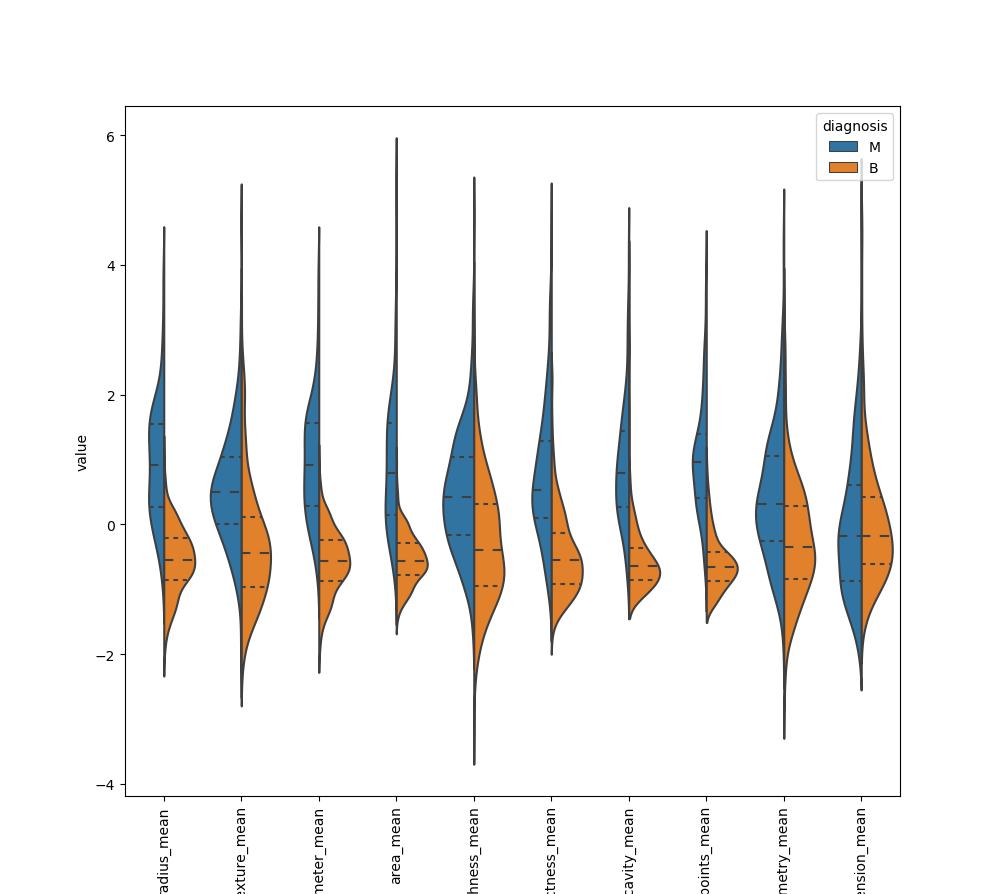 diagnosis
M
B
6
4
2
0
−2
−4
value
radius_mean
exture_mean
meter_mean
area_mean
hness_mean
ctness_mean
cavity_mean
points_mean
metry_mean
ension_mean